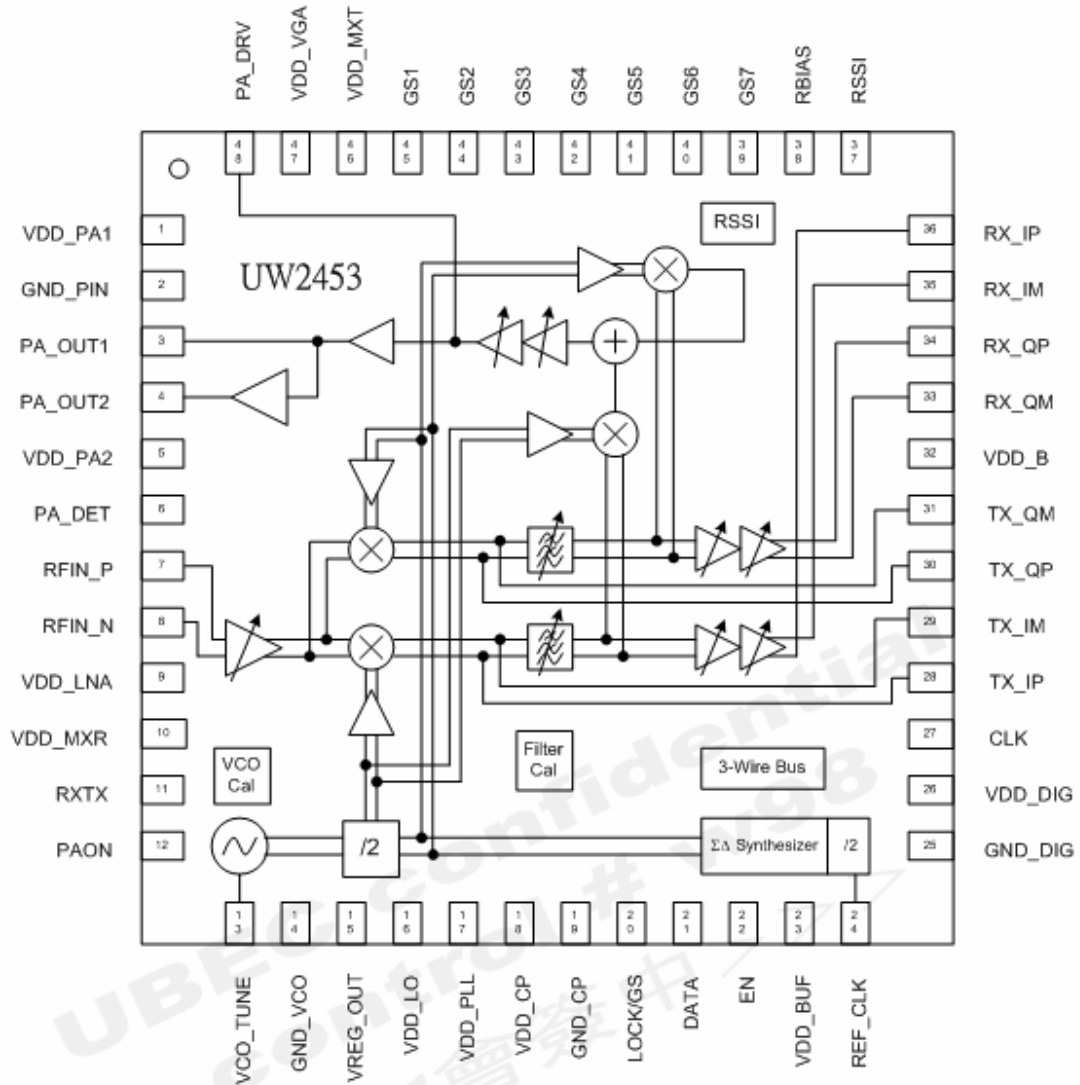 PA_DRV
VDD_VGA
VDD_MXT
GS1
GS2
GS3
GS4
GS5
GS6
GS7
RBIAS
RSSI
48
47
46
45
44
43
42
41
40
39
38
37
RSSI
UW2453
VDD_PA1 1
GND_PIN 2
PA_OUT1 3
PA_OUT2 4
VDD_PA2 5
PA_DET 6
RFIN_P 7
RFIN_N 8
VDD_LNA 9
VDD_MXR 10
RXTX 11
PAON 12
36 RX_IP
35 RX_IM
34 RX_QP
33 RX_QM
32 VDD_B
31 TX_QM
30 TX_QP
29 TX_IM
28 TX_IP
27 CLK
26 VDD_DIG
25 GND_DIG
+
VCO
Cal
Filter
Cal
3-Wire Bus
/2
ΣΔ Synthesizer
/2
13
14
15
16
17
18
19
20
21
22
23
24
VCO_TUNE
GND_VCO
VREG_OUT
VDD_LO
VDD_PLL
VDD_CP
GND_CP
LOCK/GS
DATA
EN
VDD_BUF
REF_CLK
UBEC confidential
control # w98
會簽中